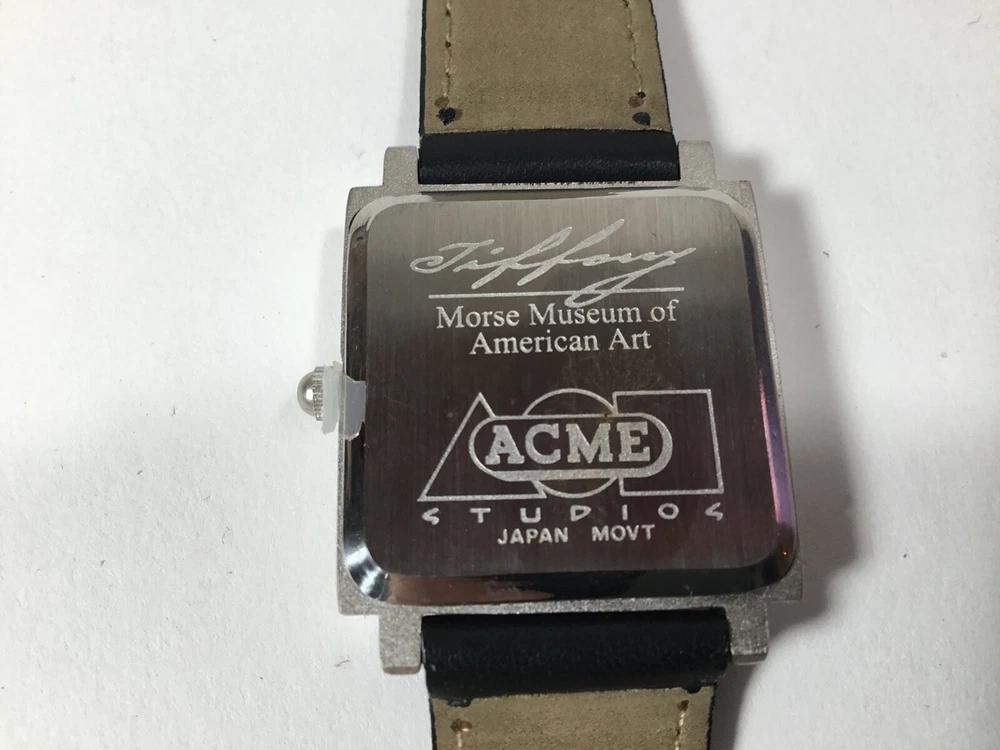 Tiffany
Morse Museum of
American Art
ACME
STUDIOS
JAPAN MOVT